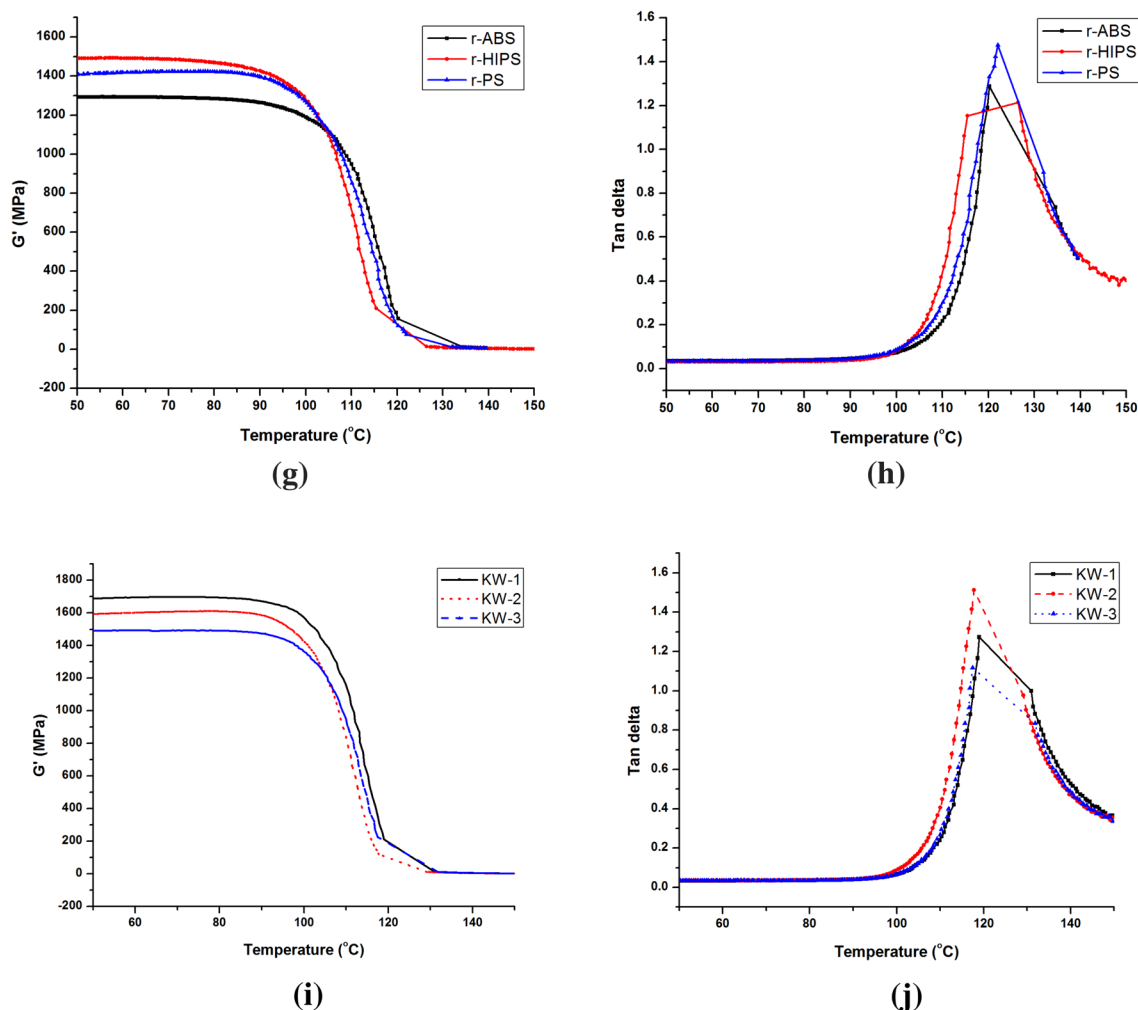 1600
1400
1200
1000
800
600
400
200
0
-200
1500
G' (MPa)
r-ABS
r-HIPS
r-PS
50 60 70 80 90 100 110 120 130 140 150
Temperature (°C)
(g)
1.6
1.4
1.2
1.0
0.8
0.6
0.4
0.2
0.0
Tan delta
r-ABS
r-HIPS
r-PS
50 60 70 80 90 100 110 120 130 140 150
Temperature (°C)
(h)
1800
1600
1400
1200
1000
800
600
400
200
0
-200
G' (MPa)
KW-1
KW-2
KW-3
60 80 100 120 140
Temperature (°C)
(i)
1.6
1.4
1.2
1.0
0.8
0.6
0.4
0.2
0.0
Tan delta
KW-1
KW-2
KW-3
60 80 100 120 140
Temperature (°C)
(j)